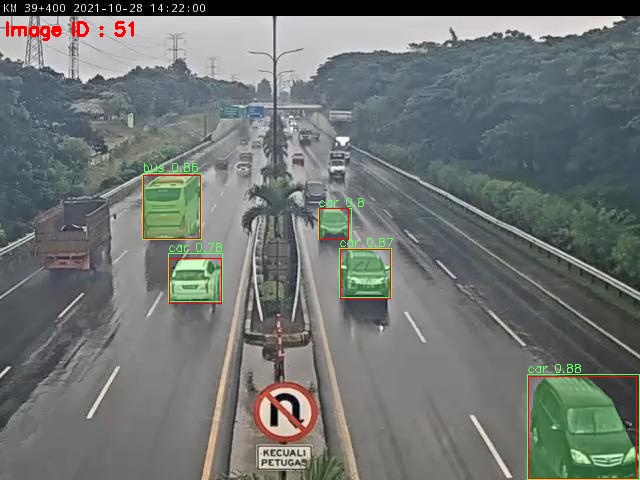 KM 39+400 2021-10-28 14:22:00
Image ID : 51
bus 0.86
car 0.8
car 0.78
car 0.87
car 0.88
KECUALI
PETUGAS